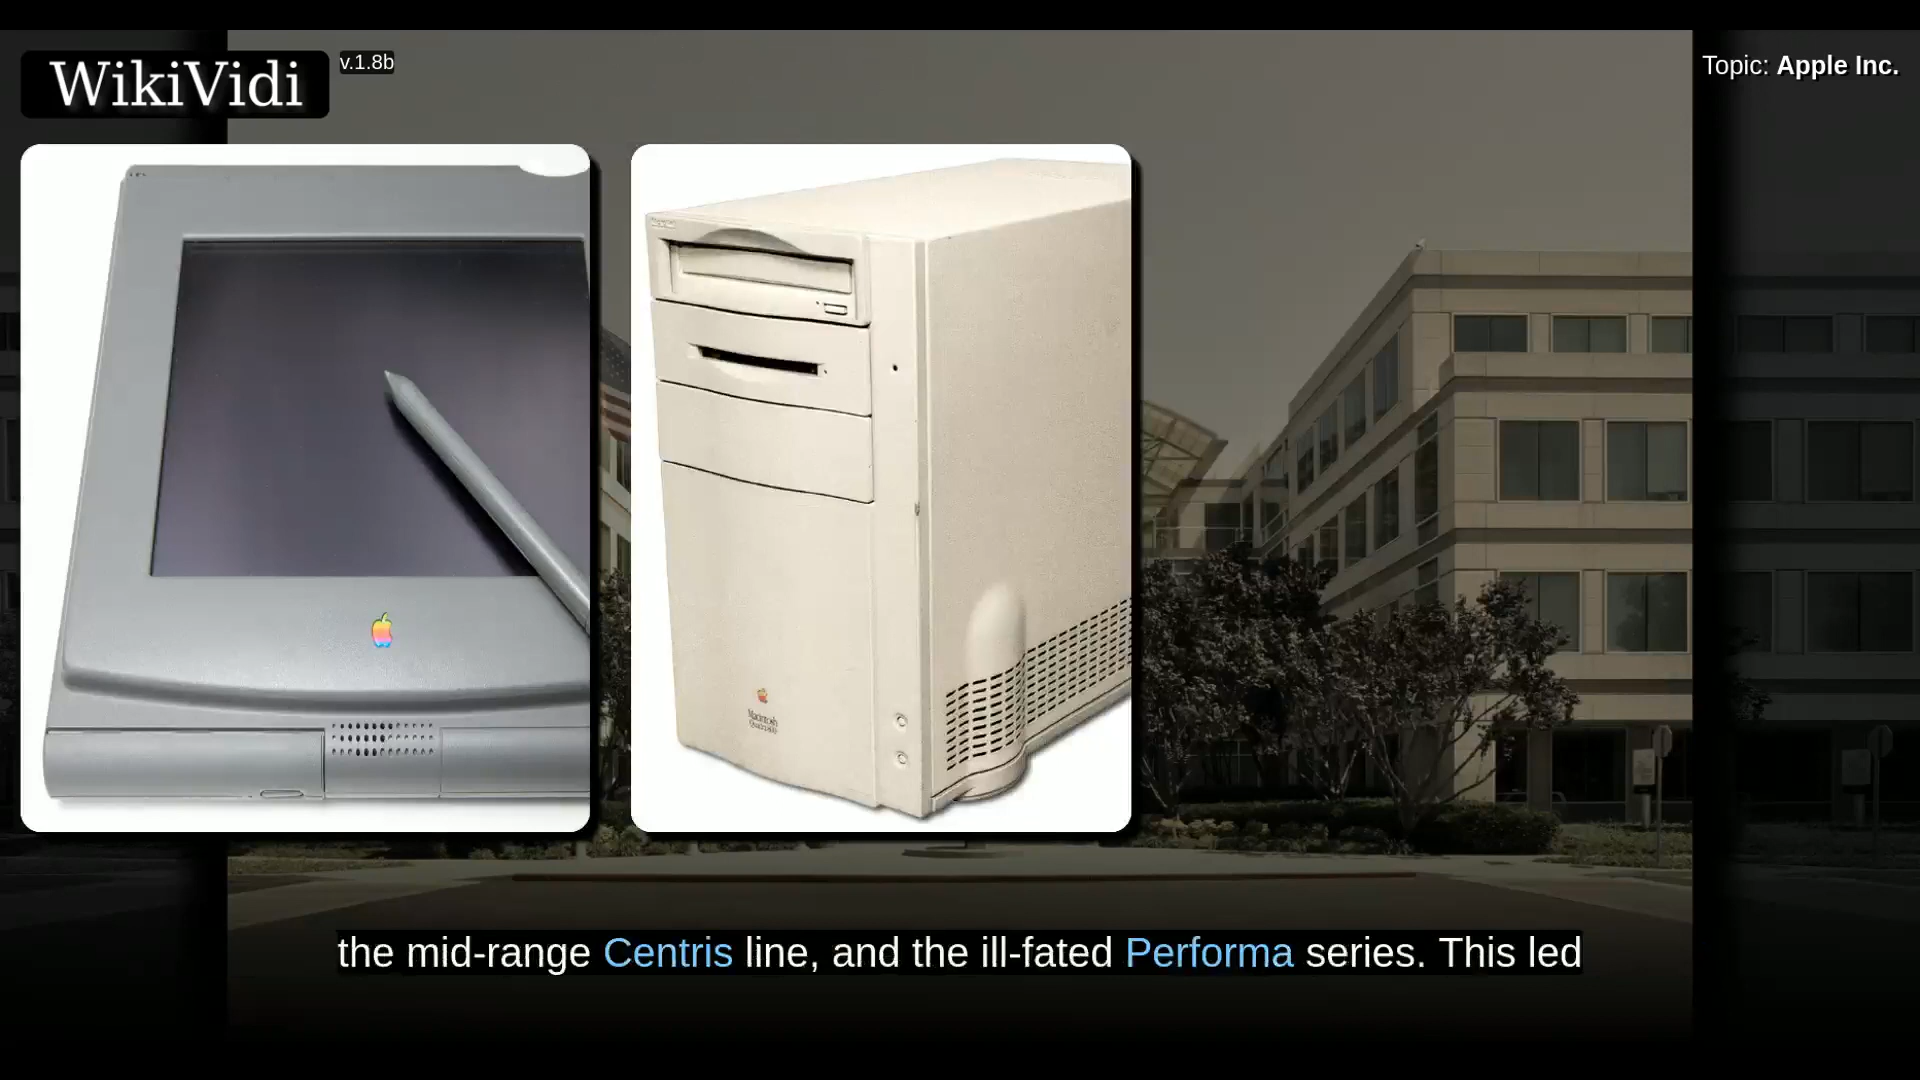 WikiVidi
v.1.8b
Topic: Apple Inc.
Macintosh
the mid-range Centris line, and the ill-fated Performa series. This led